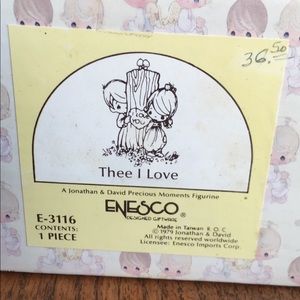 36.50
Thee I Love
A Jonathan & David Precious Moments Figurine
E-3116
CONTENTS:
1 PIECE
ENESCO ®
DESIGNED GIFTWARE
Made in Taiwan R.O.C.
© 1979 Jonathan & David
All rights reserved worldwide
Licensee: Enesco Imports Corp.